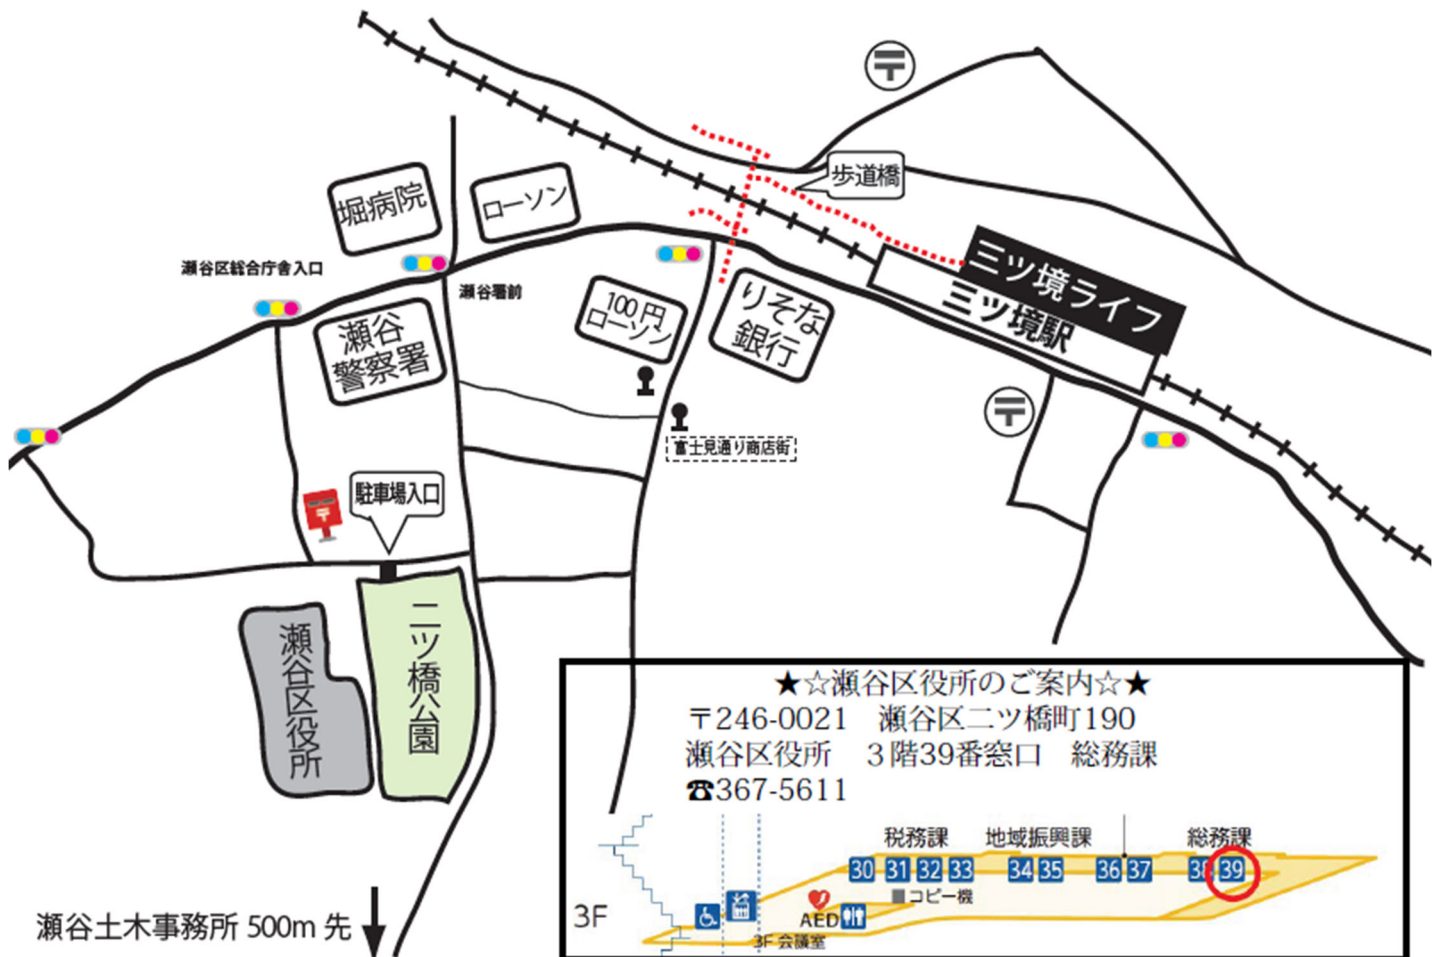 〒
歩道橋
堀病院
ローソン
瀬谷区総合庁舎入口
瀬谷署前
三ツ境ライフ
三ツ境駅
100円
ローソン
りそな
銀行
瀬谷
警察署
〒
富士見通り商店街
駐車場入口
〒
二ツ橋公園
瀬谷区役所
瀬谷土木事務所 500m 先
★☆瀬谷区役所のご案内☆★
〒246-0021 瀬谷区二ツ橋町190
瀬谷区役所 3階39番窓口 総務課
☎367-5611
税務課 地域振興課 総務課
30 31 32 33 34 35 36 37 38 39
コピー機
AED
3F
3F 会議室